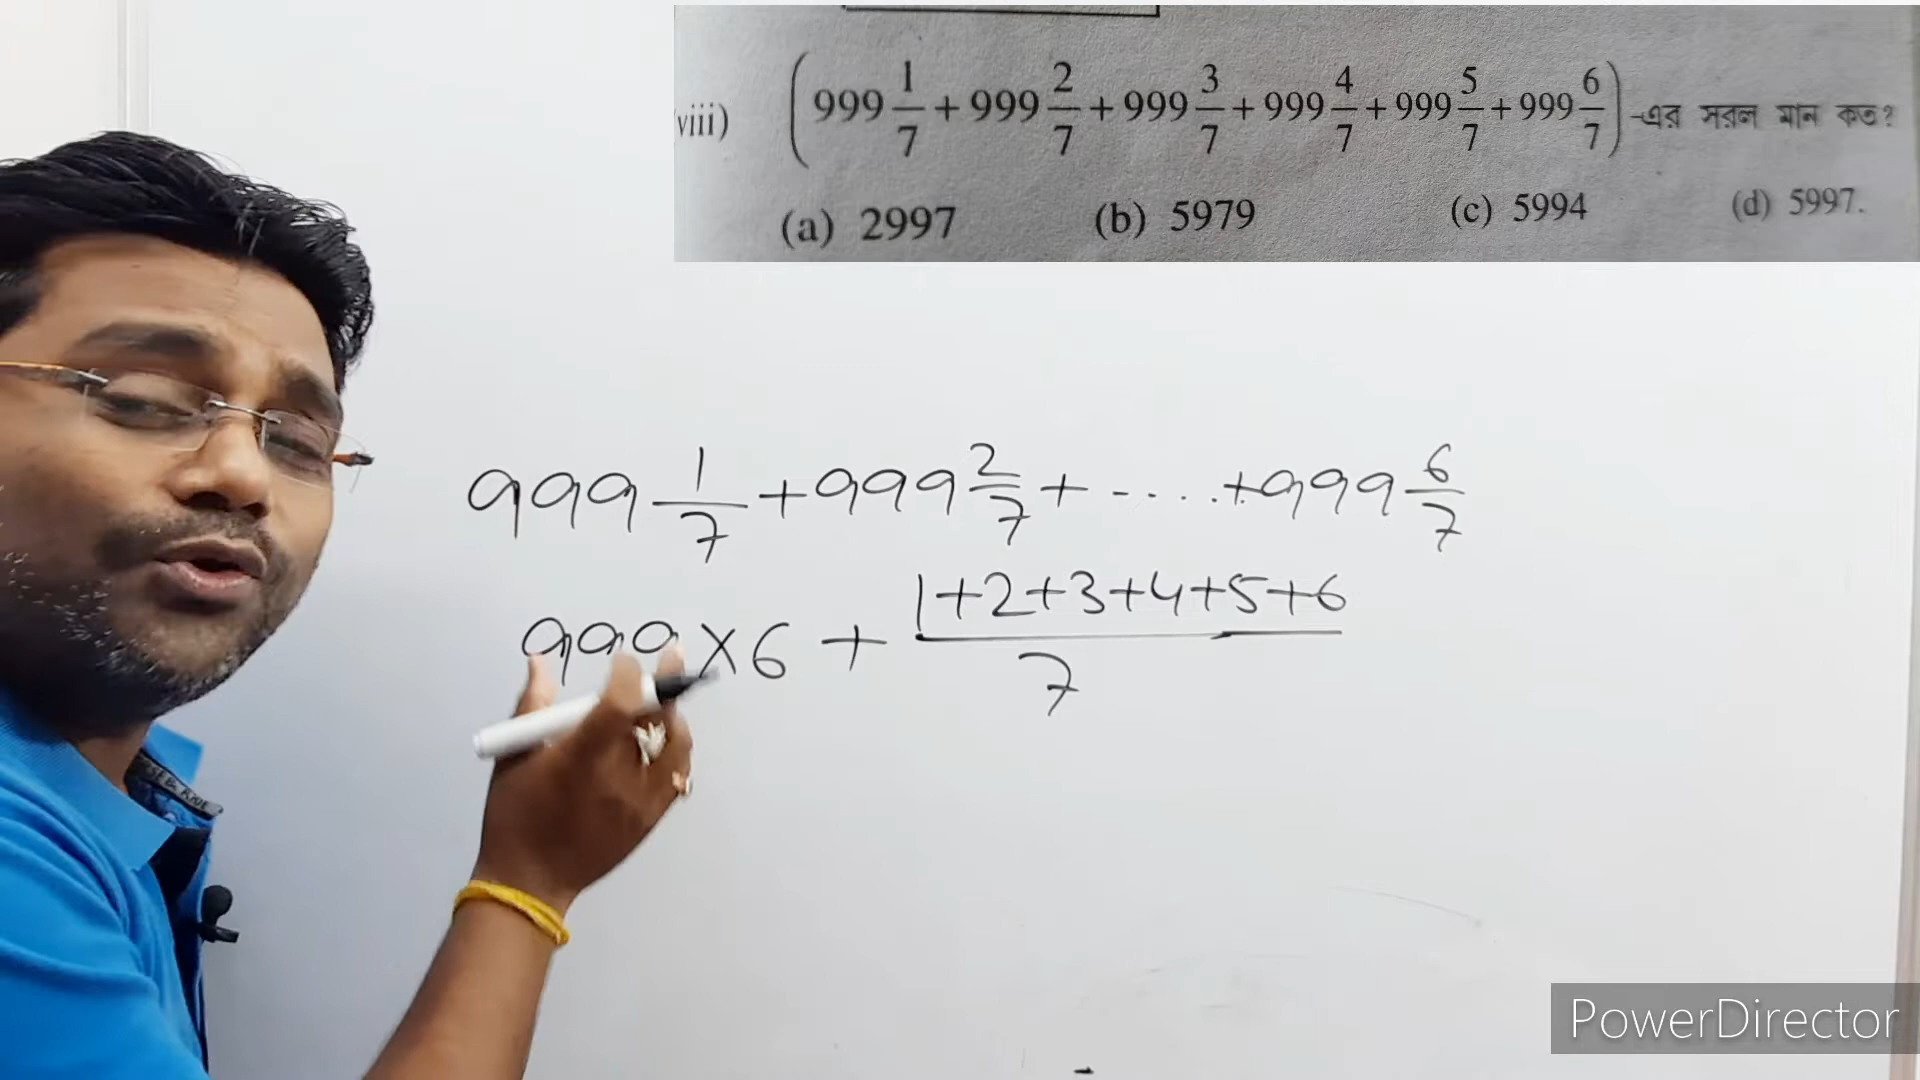 viii) (999 1/7 + 999 2/7 + 999 3/7 + 999 4/7 + 999 5/7 + 999 6/7) -এর সরল মান কত?
(a) 2997 (b) 5979 (c) 5994 (d) 5997.
999 1/7 + 999 2/7 + ..... + 999 6/7
999 × 6 + (1+2+3+4+5+6)/7
PowerDirector